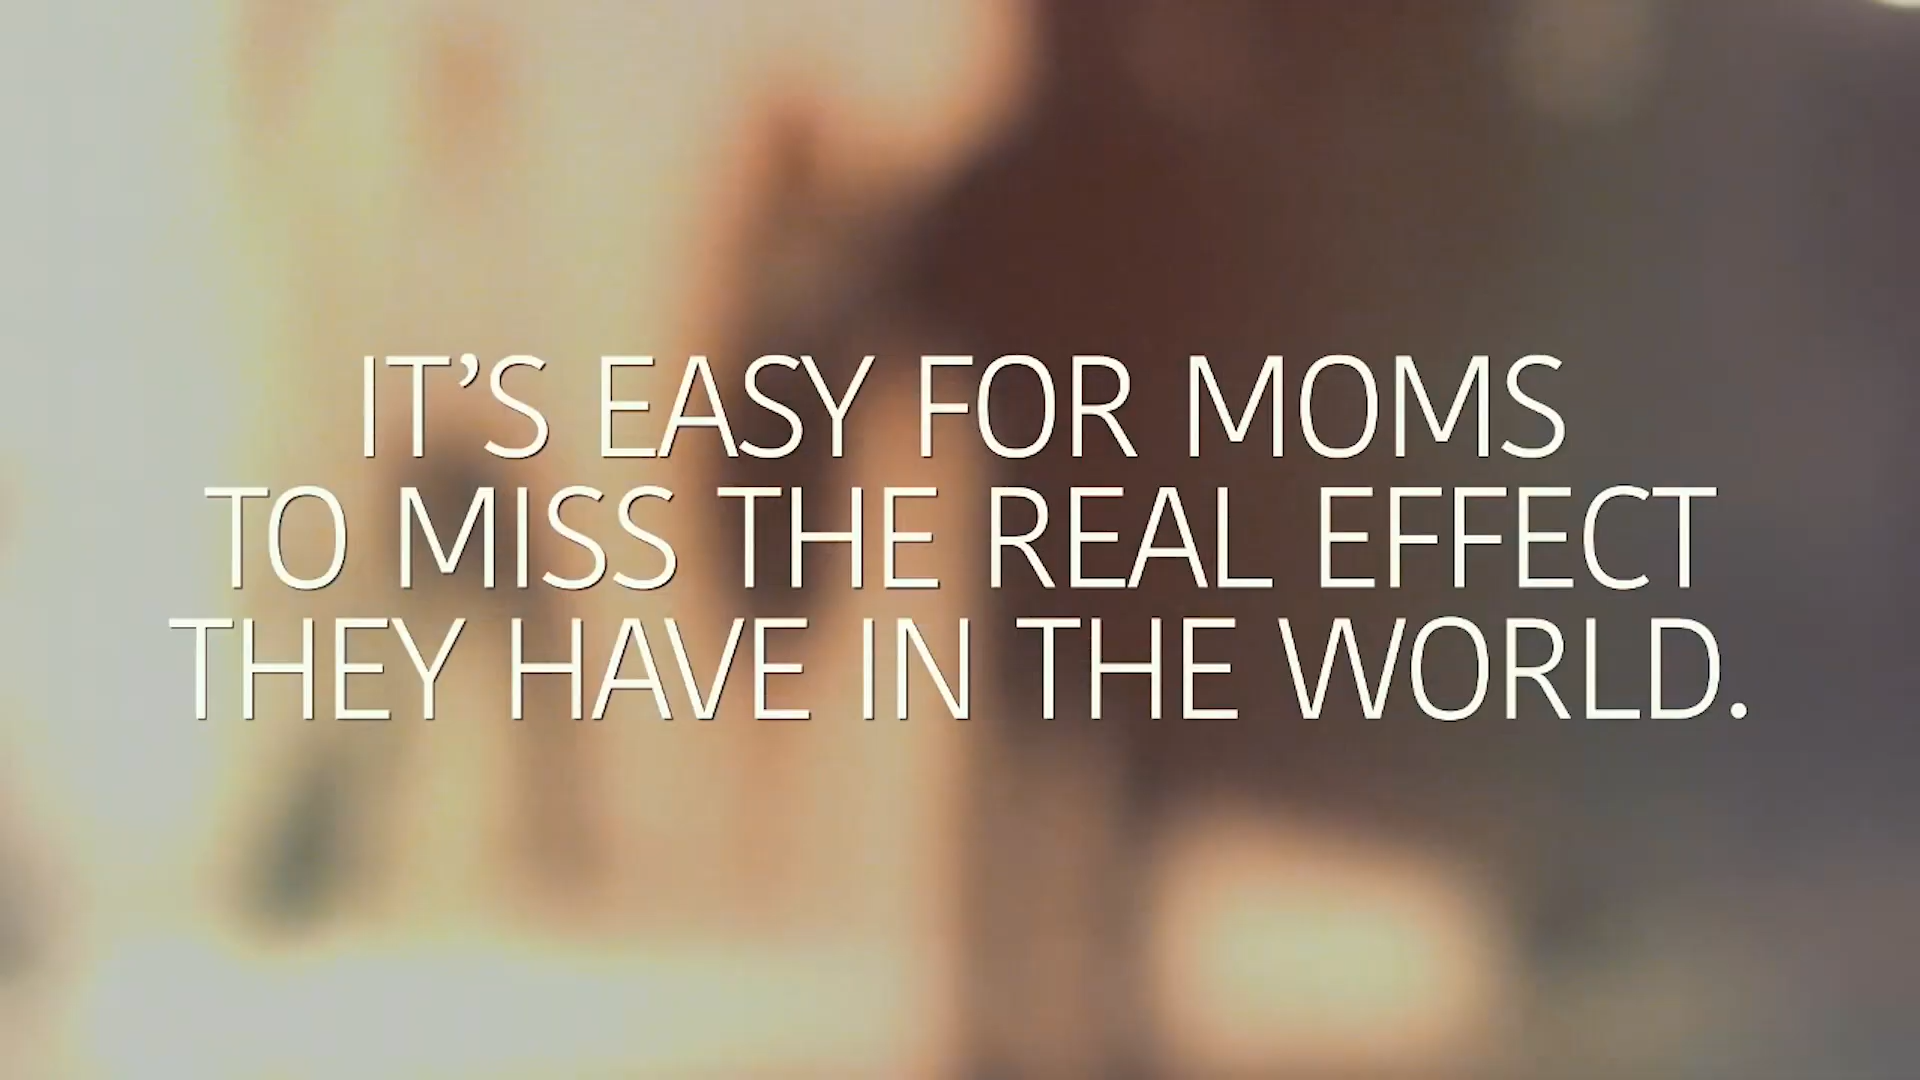 IT’S EASY FOR MOMS
TO MISS THE REAL EFFECT
THEY HAVE IN THE WORLD.